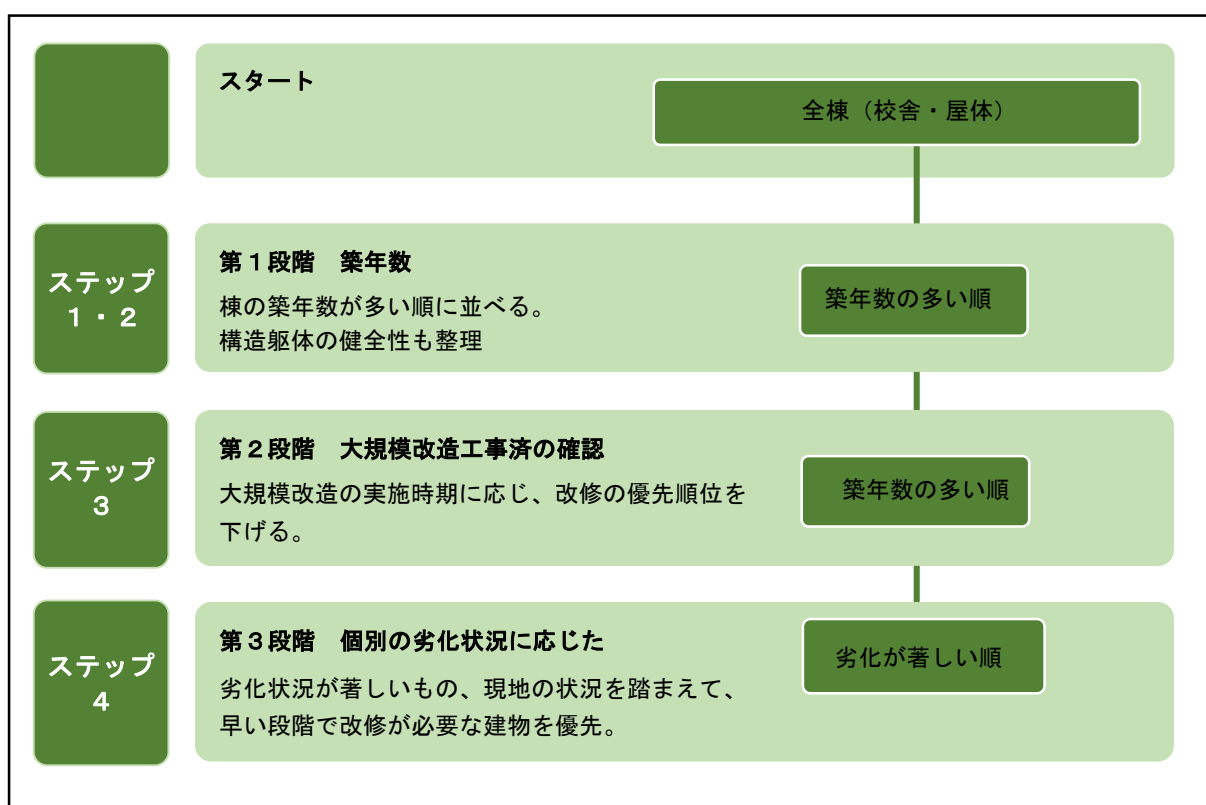 スタート
全棟（校舎・屋体）
ステップ
１・２
第１段階　築年数
棟の築年数が多い順に並べる。
構造躯体の健全性も整理
築年数の多い順
ステップ
３
第２段階　大規模改造工事済の確認
大規模改造の実施時期に応じ、改修の優先順位を
下げる。
築年数の多い順
ステップ
４
第３段階　個別の劣化状況に応じた
劣化状況が著しいもの、現地の状況を踏まえて、
早い段階で改修が必要な建物を優先。
劣化が著しい順